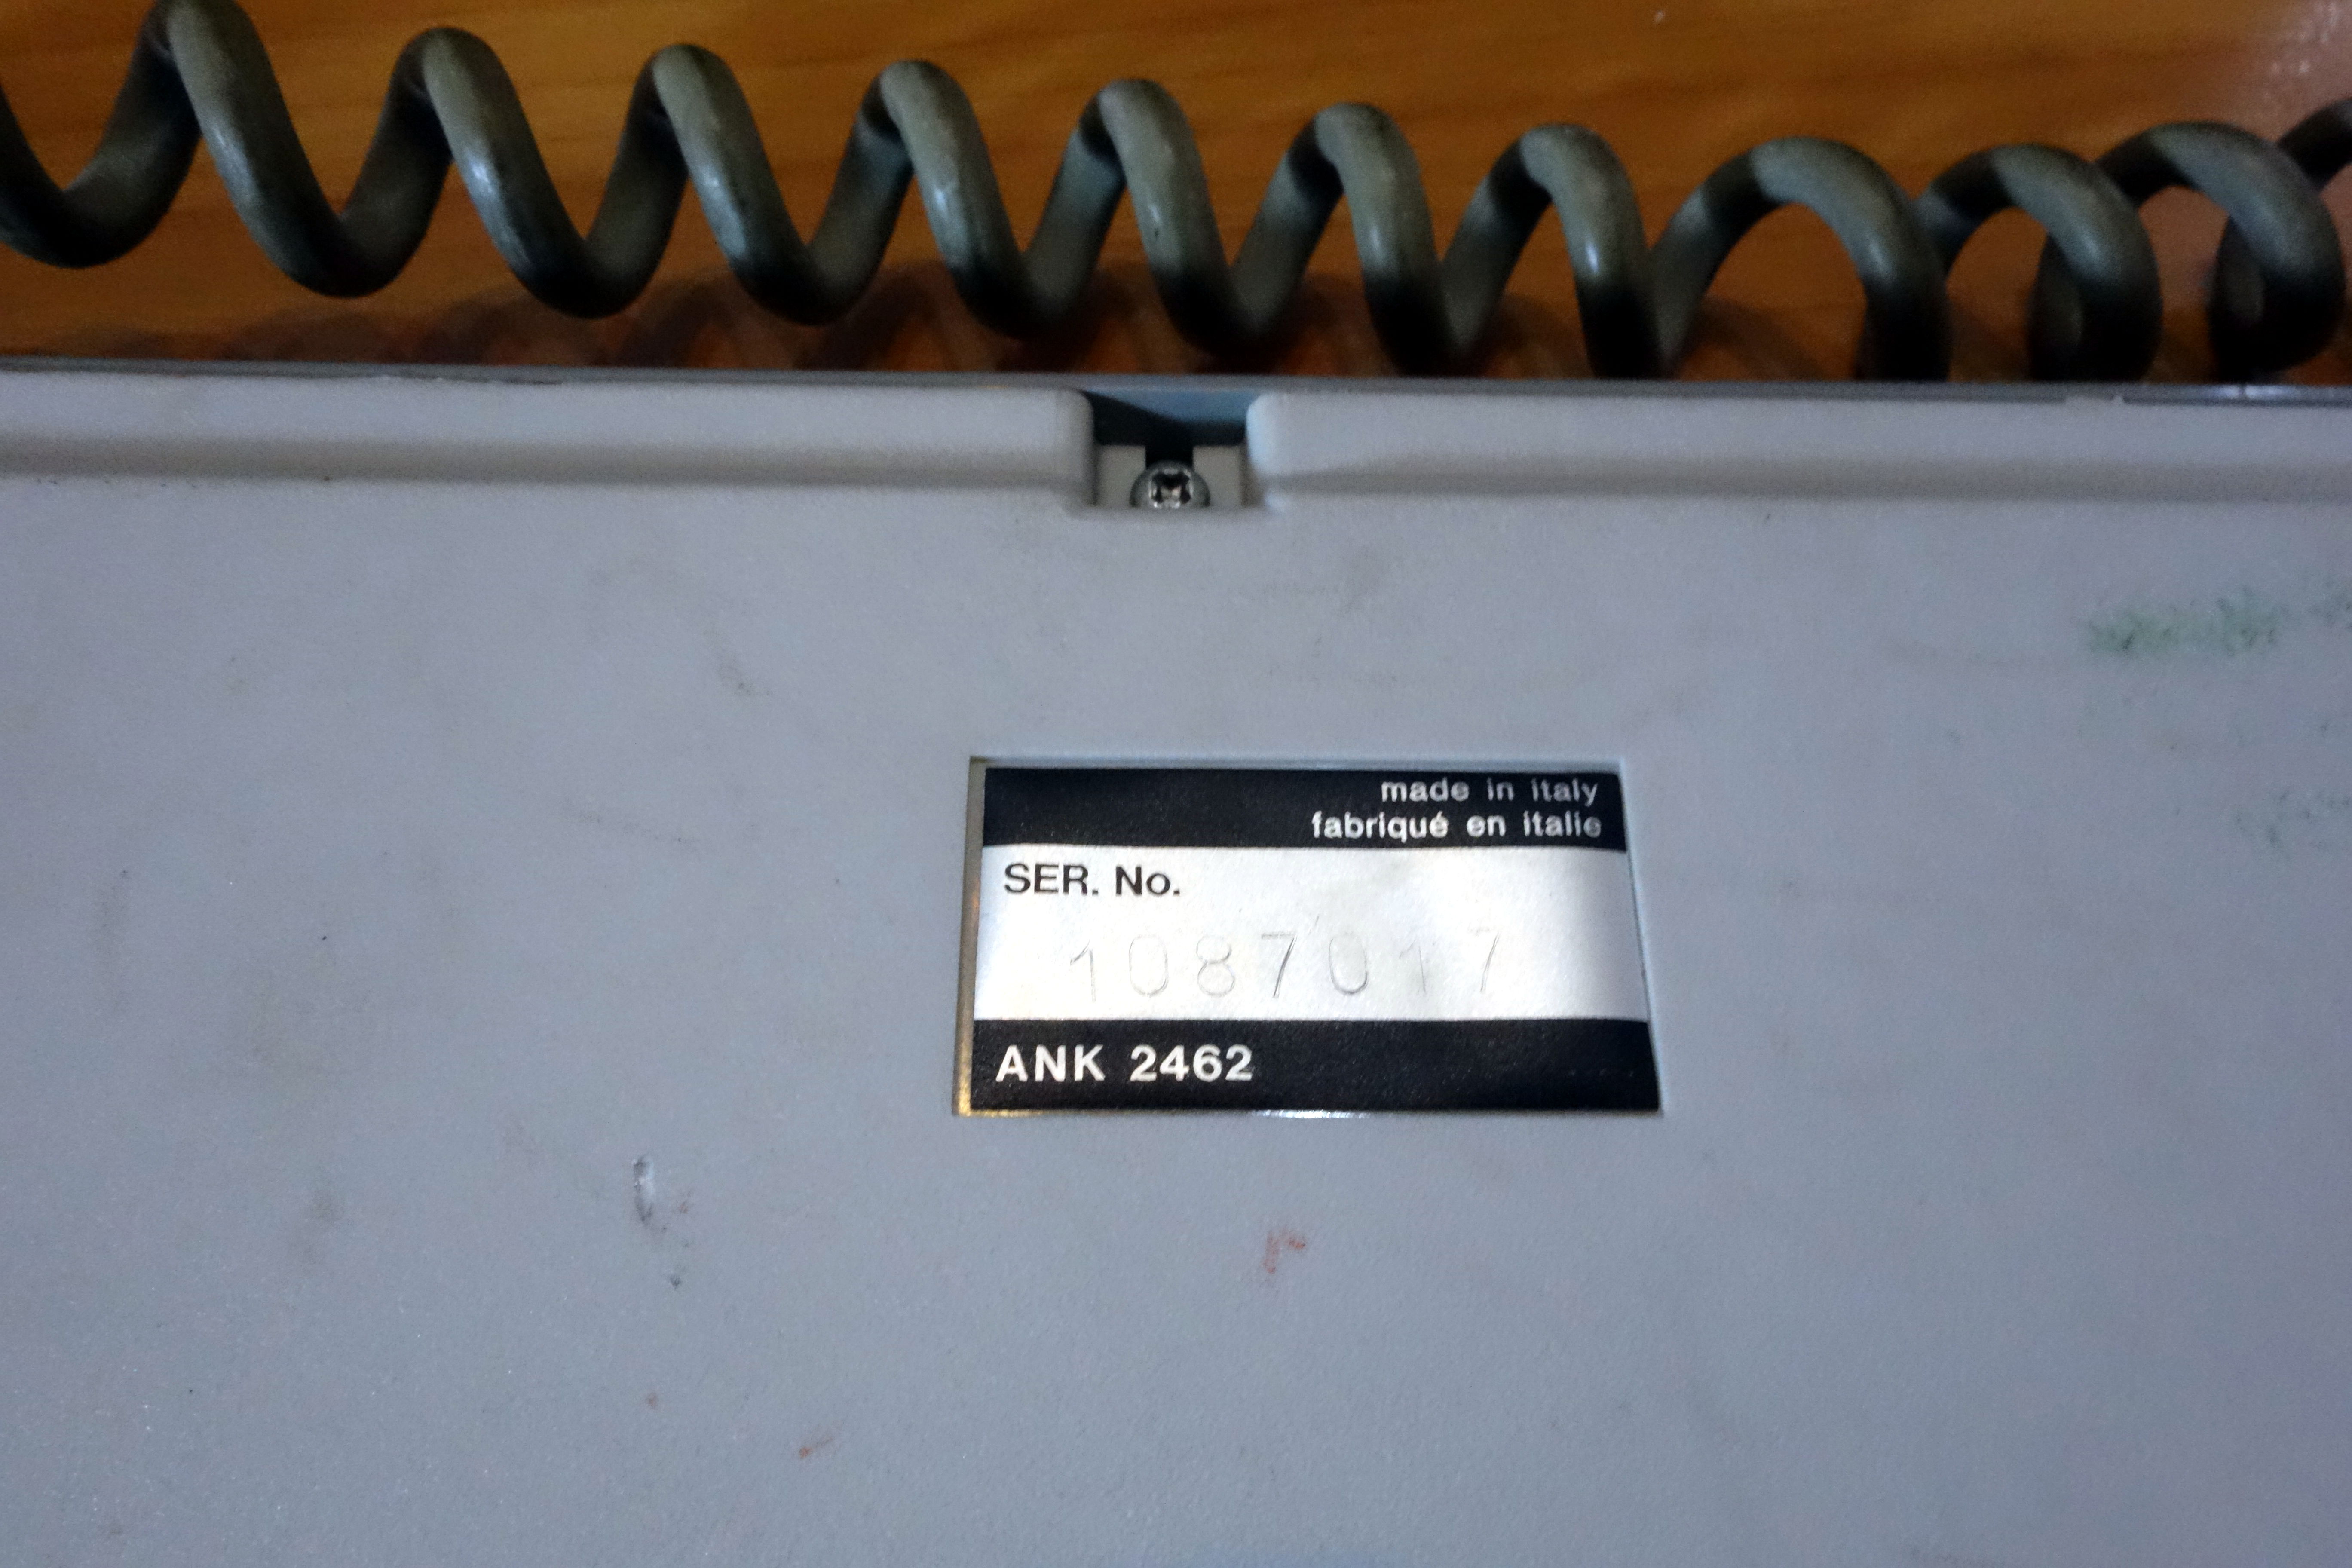 made in italy
fabriqué en italie
SER. No.
1087017
ANK 2462